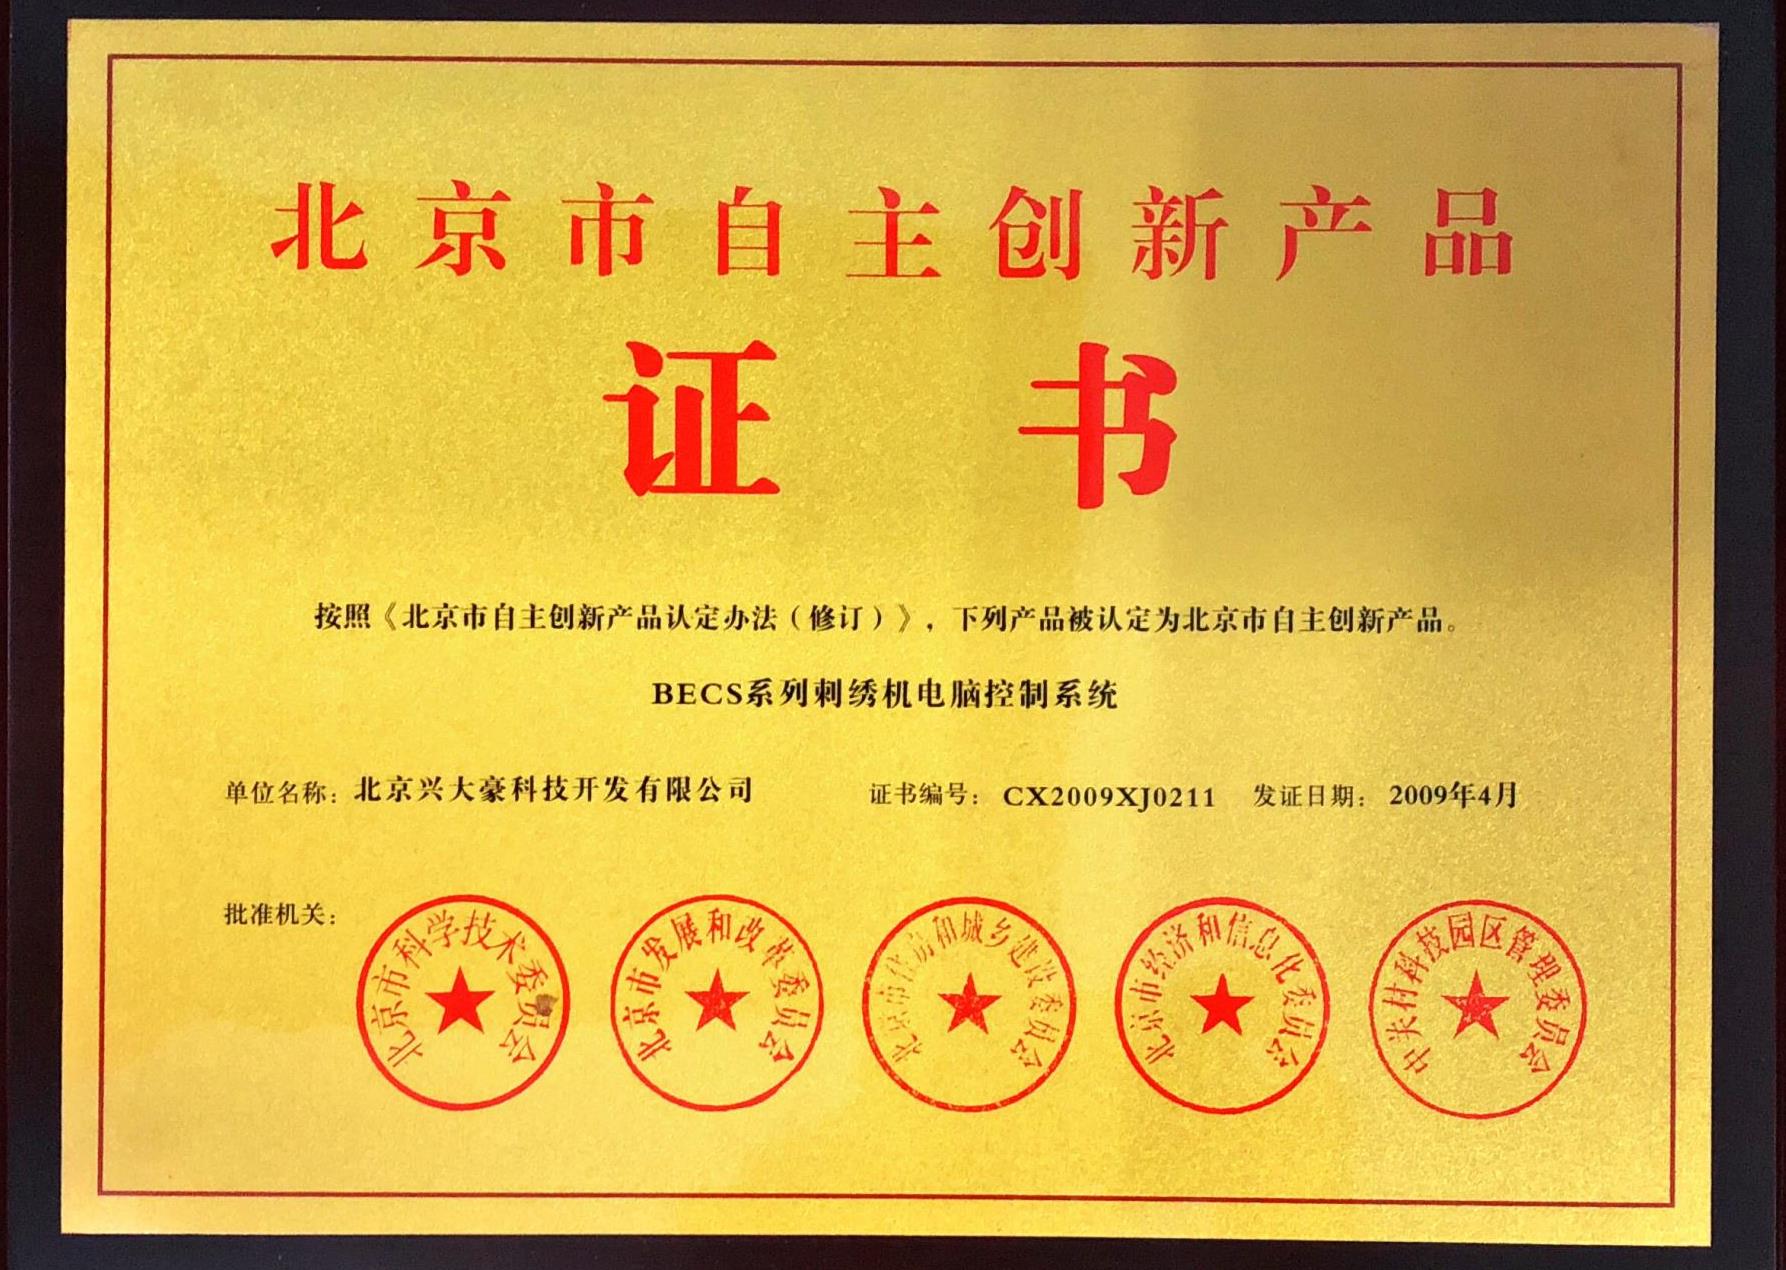 北京市自主创新产品
证书
按照《北京市自主创新产品认定办法（修订）》，下列产品被认定为北京市自主创新产品。
BECS系列刺绣机电脑控制系统
单位名称：北京兴大豪科技开发有限公司 证书编号：CX2009XJ0211 发证日期：2009年4月
批准机关：
北京市科学技术委员会
北京市发展和改革委员会
北京市住房和城乡建设委员会
北京市经济和信息化委员会
中关村科技园区管理委员会